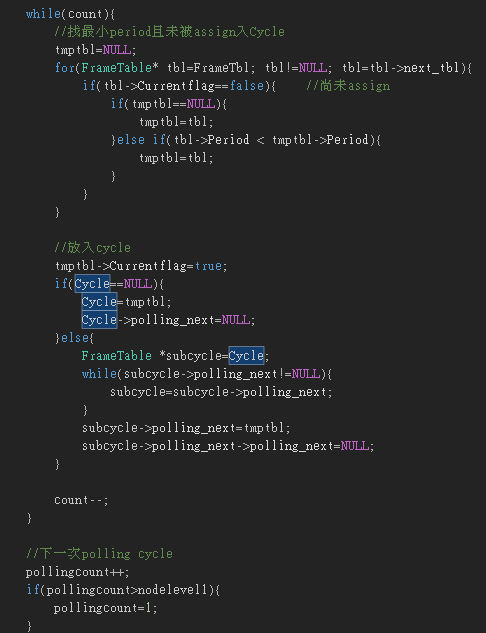 while(count){
//找最小period且未被assign入Cycle
tmptbl=NULL;
for(FrameTable* tbl=FrameTbl; tbl!=NULL; tbl=tbl->next_tbl){
if(tbl->Currentflag==false){ //尚未assign
if(tmptbl==NULL){
tmptbl=tbl;
}else if(tbl->Period < tmptbl->Period){
tmptbl=tbl;
}
}
}
//放入cycle
tmptbl->Currentflag=true;
if(Cycle==NULL){
Cycle=tmptbl;
Cycle->polling_next=NULL;
}else{
FrameTable *subcycle=Cycle;
while(subcycle->polling_next!=NULL){
subcycle=subcycle->polling_next;
}
subcycle->polling_next=tmptbl;
subcycle->polling_next->polling_next=NULL;
}
count--;
}
//下一次polling cycle
pollingcount++;
if(pollingcount>nodelevel1){
pollingcount=1;
}